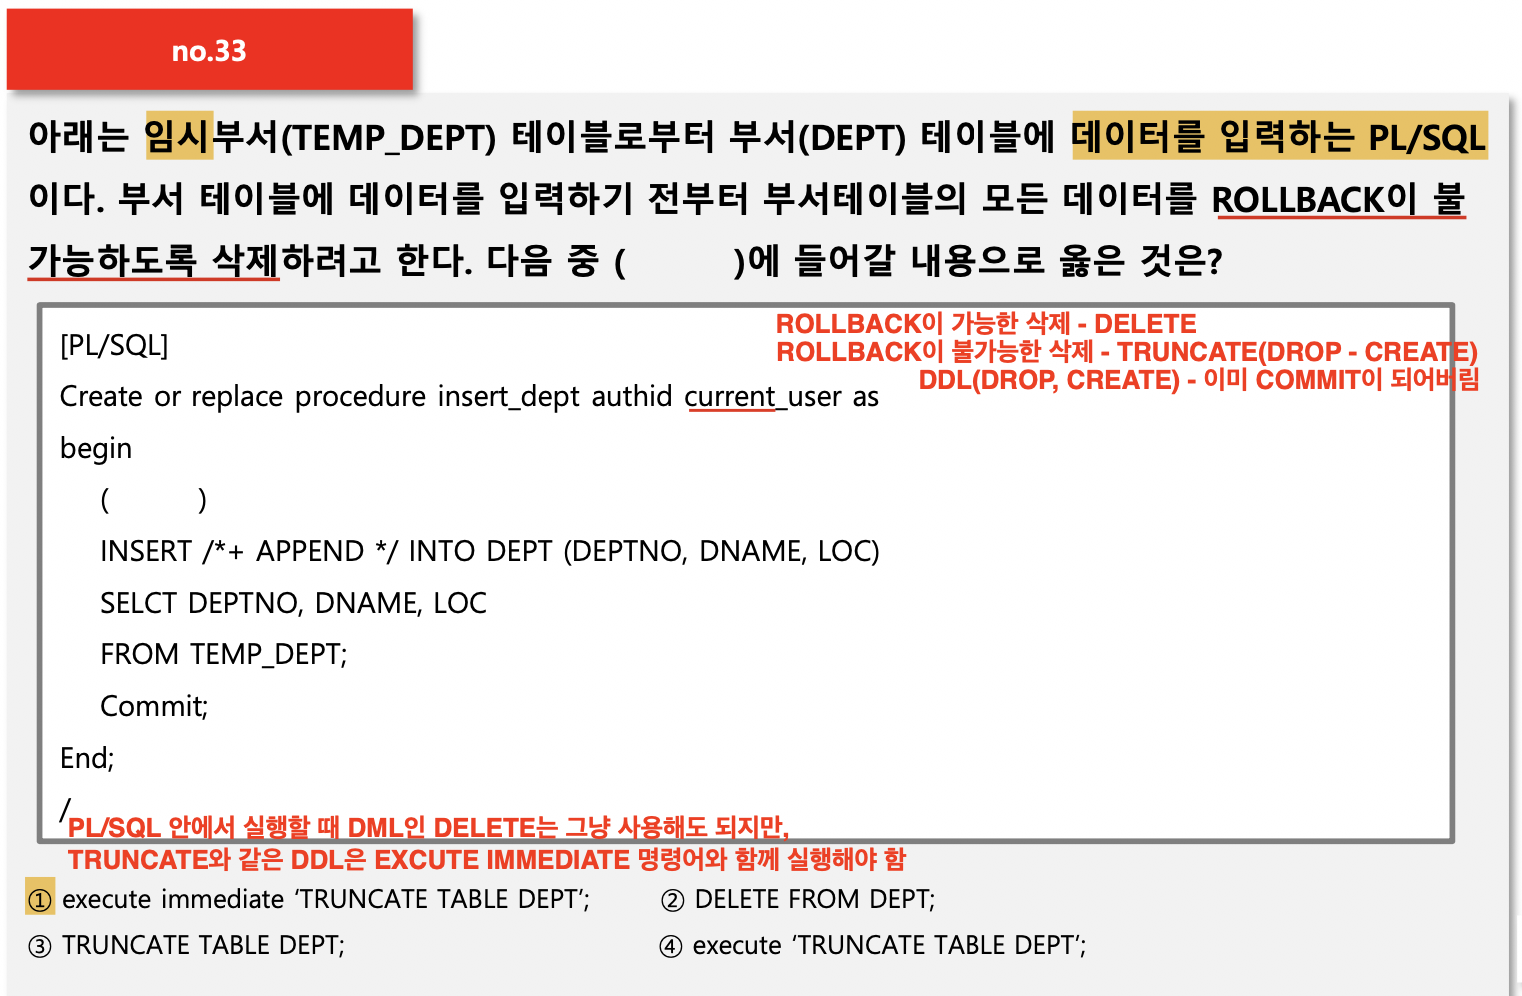 no.33
아래는 임시부서(TEMP_DEPT) 테이블로부터 부서(DEPT) 테이블에 데이터를 입력하는 PL/SQL
이다. 부서 테이블에 데이터를 입력하기 전부터 부서테이블의 모든 데이터를 ROLLBACK이 불
가능하도록 삭제하려고 한다. 다음 중 (          )에 들어갈 내용으로 옳은 것은?
ROLLBACK이 가능한 삭제 - DELETE
[PL/SQL]
ROLLBACK이 불가능한 삭제 - TRUNCATE(DROP - CREATE)
DDL(DROP, CREATE) - 이미 COMMIT이 되어버림
Create or replace procedure insert_dept authid current_user as
begin
(          )
INSERT /*+ APPEND */ INTO DEPT (DEPTNO, DNAME, LOC)
SELCT DEPTNO, DNAME, LOC
FROM TEMP_DEPT;
Commit;
End;
/
PL/SQL 안에서 실행할 때 DML인 DELETE는 그냥 사용해도 되지만,
TRUNCATE와 같은 DDL은 EXCUTE IMMEDIATE 명령어와 함께 실행해야 함
① execute immediate ‘TRUNCATE TABLE DEPT’;          ② DELETE FROM DEPT;
③ TRUNCATE TABLE DEPT;          ④ execute ‘TRUNCATE TABLE DEPT’;